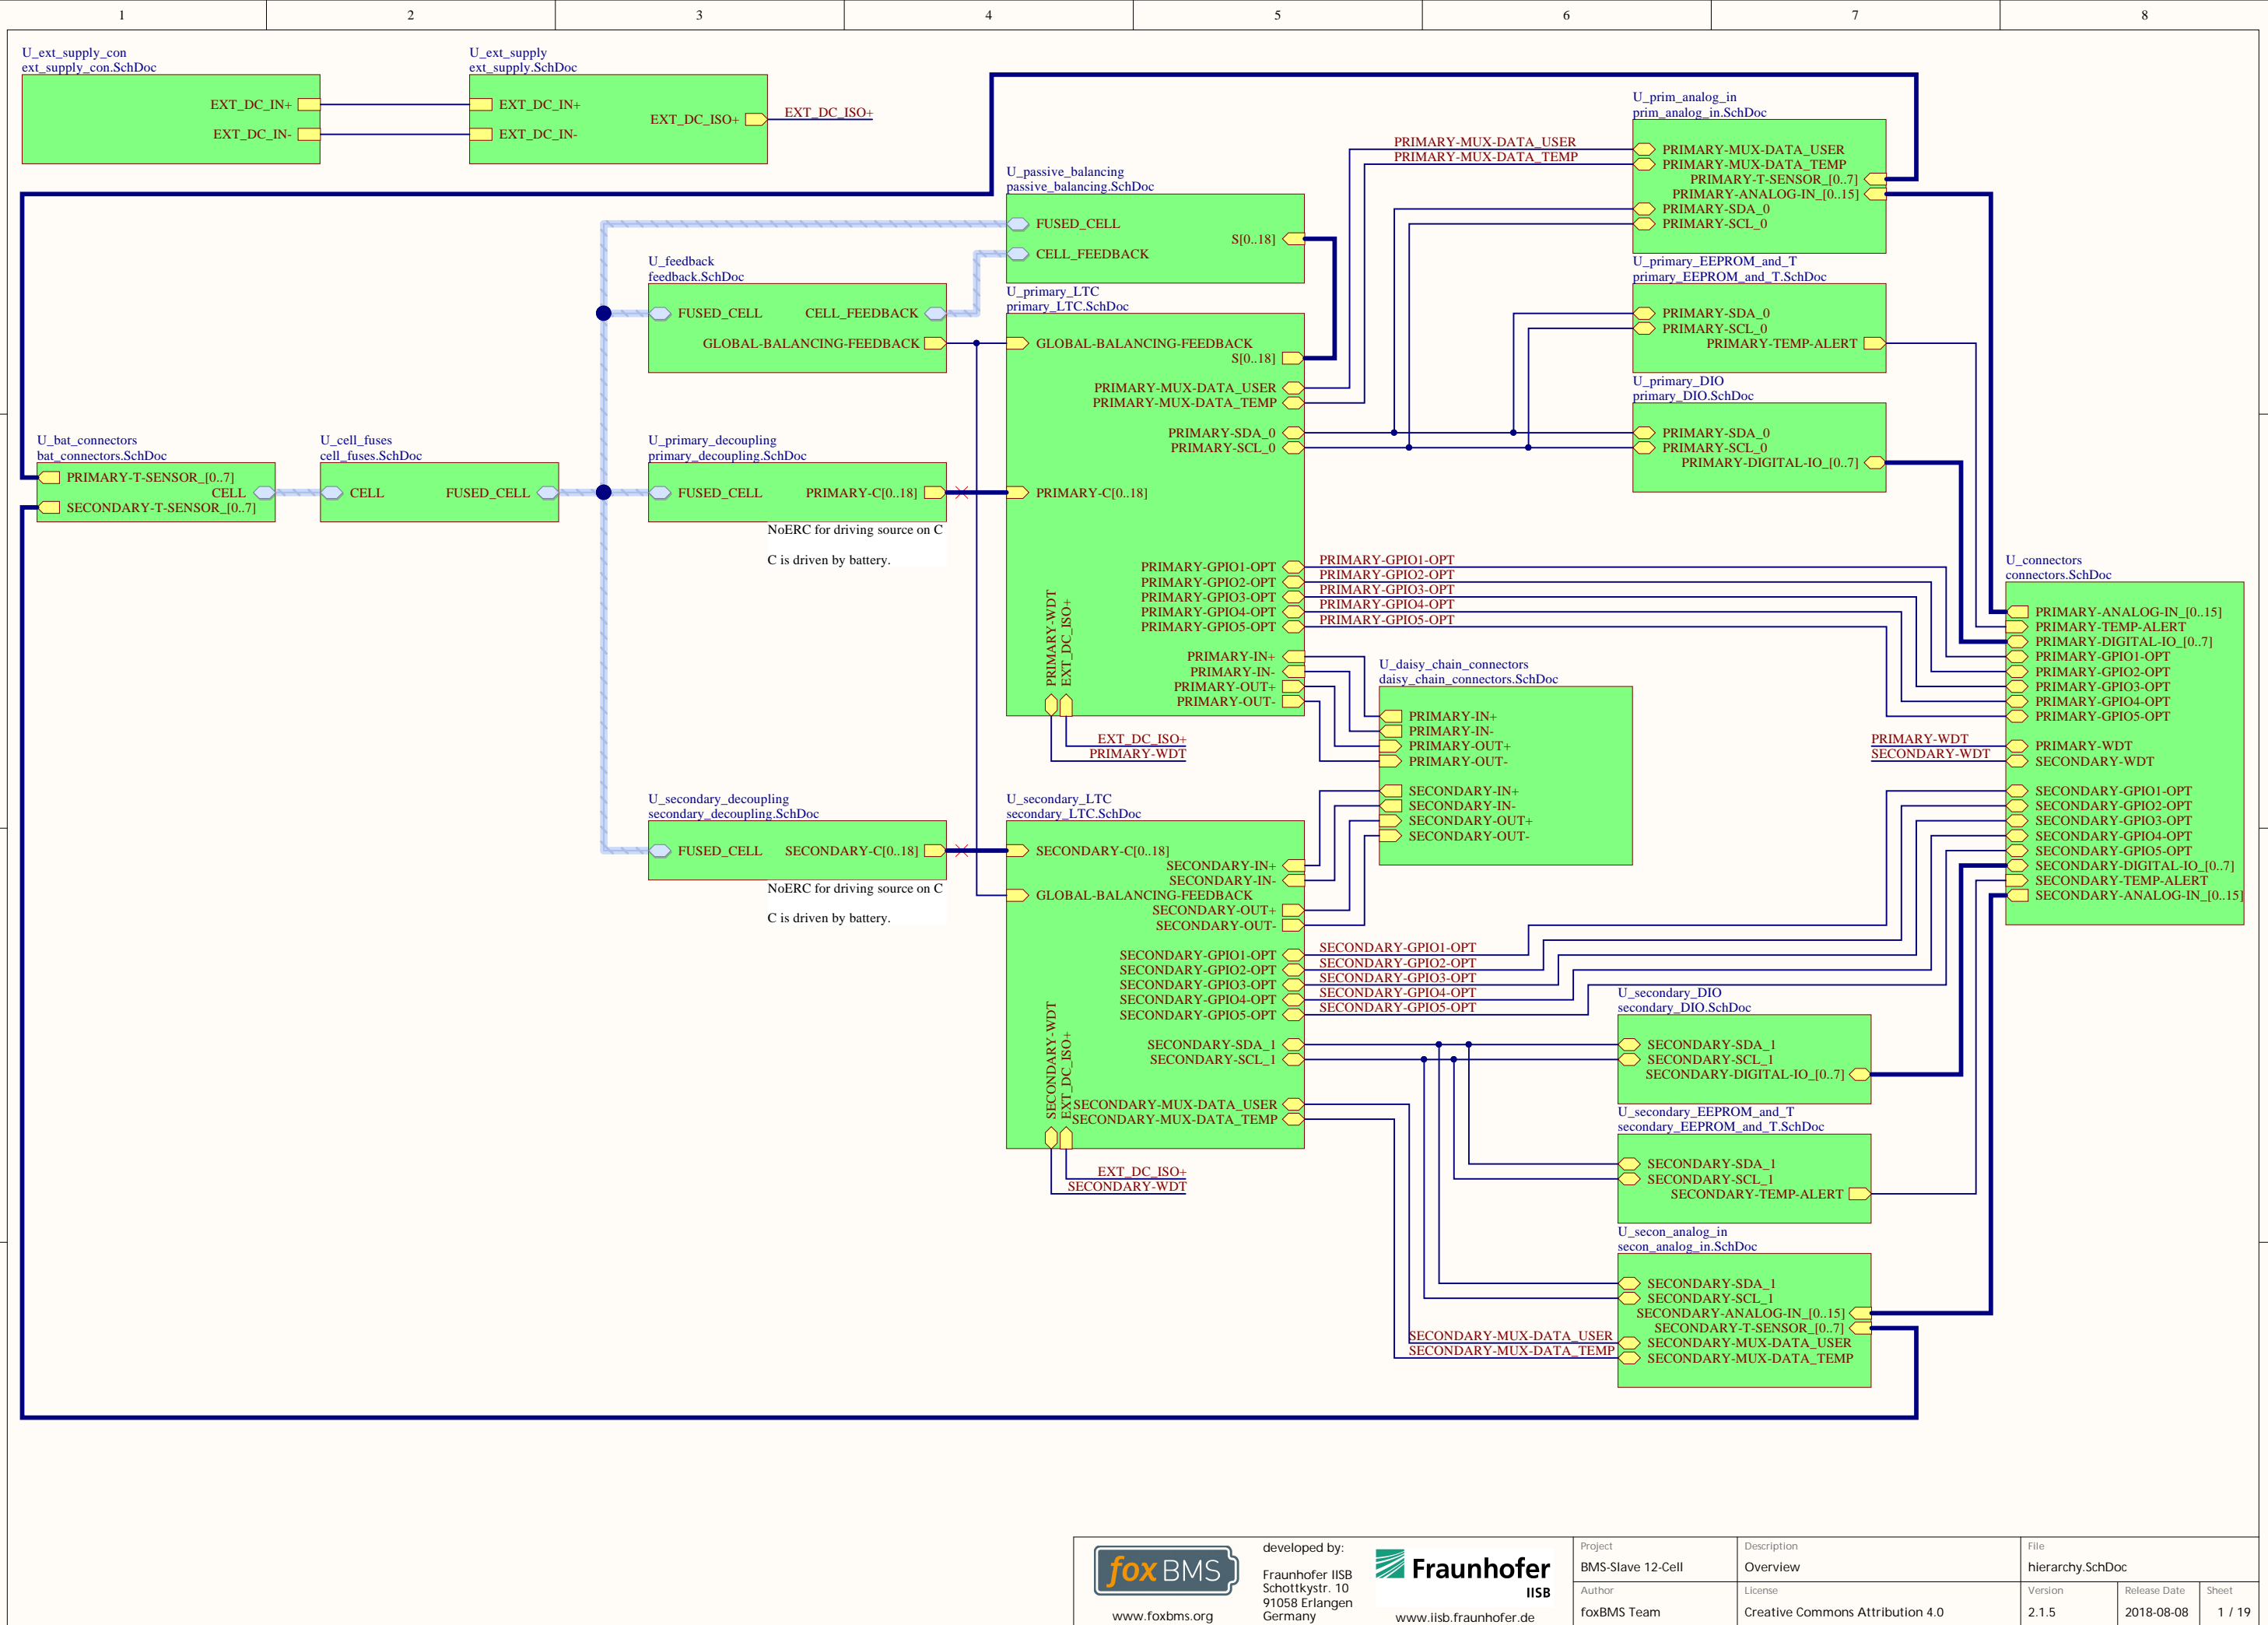 1 2 3 4 5 6 7 8
U_ext_supply_con
ext_supply_con.SchDoc
EXT_DC_IN+
EXT_DC_IN-
U_ext_supply
ext_supply.SchDoc
EXT_DC_IN+
EXT_DC_IN-
EXT_DC_ISO+
EXT_DC_ISO+
U_passive_balancing
passive_balancing.SchDoc
FUSED_CELL
S[0..18]
CELL_FEEDBACK
U_feedback
feedback.SchDoc
FUSED_CELL CELL_FEEDBACK
GLOBAL-BALANCING-FEEDBACK
U_bat_connectors
bat_connectors.SchDoc
PRIMARY-T-SENSOR_[0..7]
CELL
SECONDARY-T-SENSOR_[0..7]
U_cell_fuses
cell_fuses.SchDoc
CELL FUSED_CELL
U_primary_decoupling
primary_decoupling.SchDoc
FUSED_CELL PRIMARY-C[0..18]
NoERC for driving source on C
C is driven by battery.
U_secondary_decoupling
secondary_decoupling.SchDoc
FUSED_CELL SECONDARY-C[0..18]
NoERC for driving source on C
C is driven by battery.
U_primary_LTC
primary_LTC.SchDoc
GLOBAL-BALANCING-FEEDBACK
S[0..18]
PRIMARY-MUX-DATA_USER
PRIMARY-MUX-DATA_TEMP
PRIMARY-SDA_0
PRIMARY-SCL_0
PRIMARY-C[0..18]
PRIMARY-GPIO1-OPT
PRIMARY-GPIO2-OPT
PRIMARY-GPIO3-OPT
PRIMARY-GPIO4-OPT
PRIMARY-GPIO5-OPT
PRIMARY-IN+
PRIMARY-IN-
PRIMARY-OUT+
PRIMARY-OUT-
PRIMARY-WDT
EXT_DC_ISO+
EXT_DC_ISO+
PRIMARY-WDT
PRIMARY-GPIO1-OPT
PRIMARY-GPIO2-OPT
PRIMARY-GPIO3-OPT
PRIMARY-GPIO4-OPT
PRIMARY-GPIO5-OPT
U_secondary_LTC
secondary_LTC.SchDoc
SECONDARY-C[0..18]
SECONDARY-IN+
SECONDARY-IN-
GLOBAL-BALANCING-FEEDBACK
SECONDARY-OUT+
SECONDARY-OUT-
SECONDARY-GPIO1-OPT
SECONDARY-GPIO2-OPT
SECONDARY-GPIO3-OPT
SECONDARY-GPIO4-OPT
SECONDARY-GPIO5-OPT
SECONDARY-SDA_1
SECONDARY-SCL_1
SECONDARY-MUX-DATA_USER
SECONDARY-MUX-DATA_TEMP
SECONDARY-WDT
EXT_DC_ISO+
EXT_DC_ISO+
SECONDARY-WDT
SECONDARY-GPIO1-OPT
SECONDARY-GPIO2-OPT
SECONDARY-GPIO3-OPT
SECONDARY-GPIO4-OPT
SECONDARY-GPIO5-OPT
U_daisy_chain_connectors
daisy_chain_connectors.SchDoc
PRIMARY-IN+
PRIMARY-IN-
PRIMARY-OUT+
PRIMARY-OUT-
SECONDARY-IN+
SECONDARY-IN-
SECONDARY-OUT+
SECONDARY-OUT-
PRIMARY-MUX-DATA_USER
PRIMARY-MUX-DATA_TEMP
U_prim_analog_in
prim_analog_in.SchDoc
PRIMARY-MUX-DATA_USER
PRIMARY-MUX-DATA_TEMP
PRIMARY-T-SENSOR_[0..7]
PRIMARY-ANALOG-IN_[0..15]
PRIMARY-SDA_0
PRIMARY-SCL_0
U_primary_EEPROM_and_T
primary_EEPROM_and_T.SchDoc
PRIMARY-SDA_0
PRIMARY-SCL_0
PRIMARY-TEMP-ALERT
U_primary_DIO
primary_DIO.SchDoc
PRIMARY-SDA_0
PRIMARY-SCL_0
PRIMARY-DIGITAL-IO_[0..7]
U_connectors
connectors.SchDoc
PRIMARY-ANALOG-IN_[0..15]
PRIMARY-TEMP-ALERT
PRIMARY-DIGITAL-IO_[0..7]
PRIMARY-GPIO1-OPT
PRIMARY-GPIO2-OPT
PRIMARY-GPIO3-OPT
PRIMARY-GPIO4-OPT
PRIMARY-GPIO5-OPT
PRIMARY-WDT PRIMARY-WDT
SECONDARY-WDT SECONDARY-WDT
SECONDARY-GPIO1-OPT
SECONDARY-GPIO2-OPT
SECONDARY-GPIO3-OPT
SECONDARY-GPIO4-OPT
SECONDARY-GPIO5-OPT
SECONDARY-DIGITAL-IO_[0..7]
SECONDARY-TEMP-ALERT
SECONDARY-ANALOG-IN_[0..15]
U_secondary_DIO
secondary_DIO.SchDoc
SECONDARY-SDA_1
SECONDARY-SCL_1
SECONDARY-DIGITAL-IO_[0..7]
U_secondary_EEPROM_and_T
secondary_EEPROM_and_T.SchDoc
SECONDARY-SDA_1
SECONDARY-SCL_1
SECONDARY-TEMP-ALERT
U_secon_analog_in
secon_analog_in.SchDoc
SECONDARY-SDA_1
SECONDARY-SCL_1
SECONDARY-ANALOG-IN_[0..15]
SECONDARY-T-SENSOR_[0..7]
SECONDARY-MUX-DATA_USER
SECONDARY-MUX-DATA_TEMP
SECONDARY-MUX-DATA_USER
SECONDARY-MUX-DATA_TEMP
fox BMS
www.foxbms.org
developed by:
Fraunhofer IISB
Schottkystr. 10
91058 Erlangen
Germany
Fraunhofer
IISB
www.iisb.fraunhofer.de
Project
BMS-Slave 12-Cell
Description
Overview
File
hierarchy.SchDoc
Author
foxBMS Team
License
Creative Commons Attribution 4.0
Version
2.1.5
Release Date
2018-08-08
Sheet
1 / 19